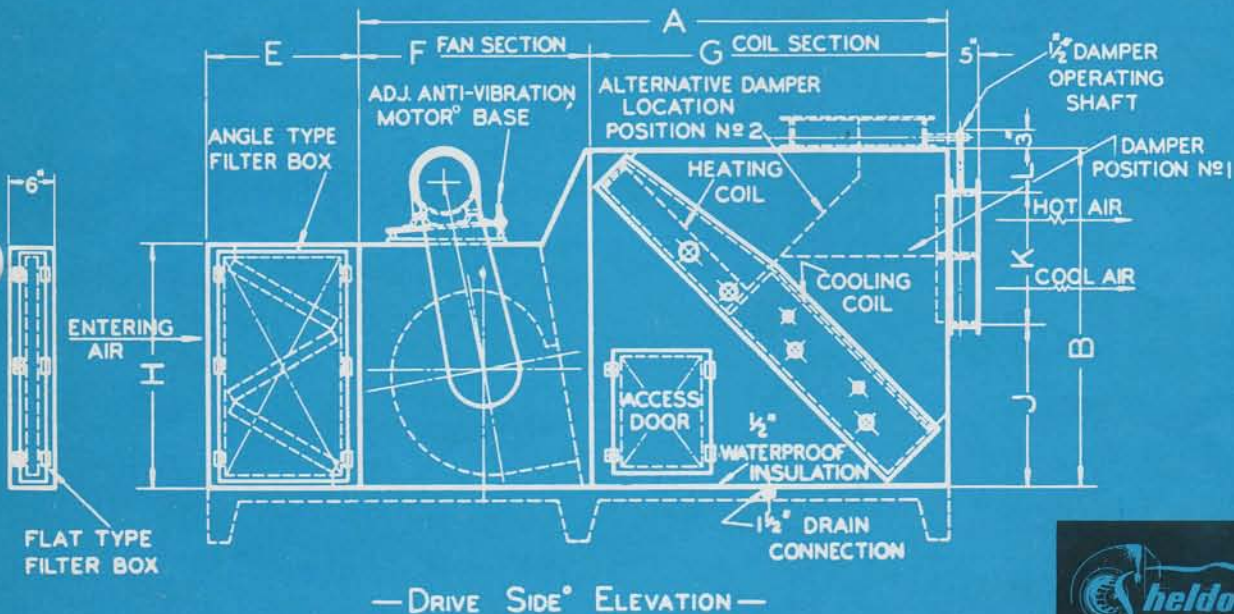 A
E
F FAN SECTION
G COIL SECTION
5"
½" DAMPER
OPERATING
SHAFT
ADJ. ANTI-VIBRATION
MOTOR° BASE
ALTERNATIVE DAMPER
LOCATION
POSITION Nº 2
ANGLE TYPE
FILTER BOX
L
3"
DAMPER
POSITION Nº1
6"
HEATING
COIL
HOT AIR
K
COOLING
COIL
COOL AIR
ENTERING
AIR
H
B
J
ACCESS
DOOR
½"
WATERPROOF
INSULATION
FLAT TYPE
FILTER BOX
1½" DRAIN
CONNECTION
— DRIVE SIDE° ELEVATION —